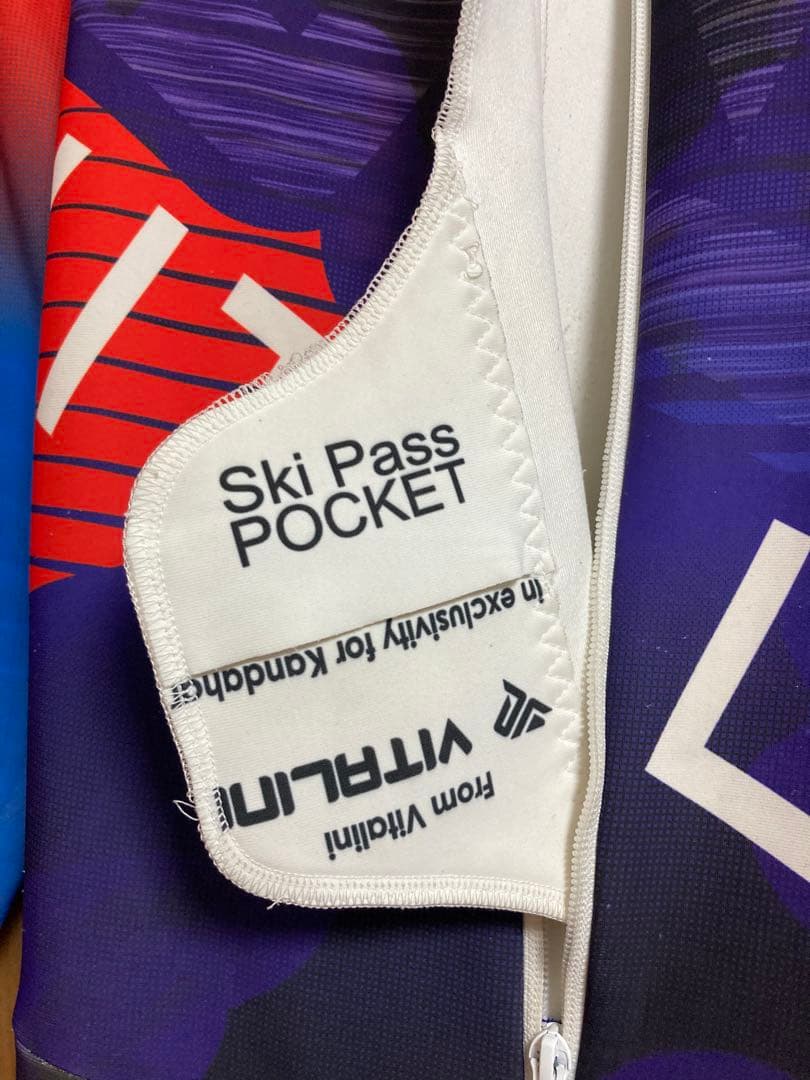 Ski Pass
POCKET
in exclusivity for Kandahar
VITALINI
From Vitalini